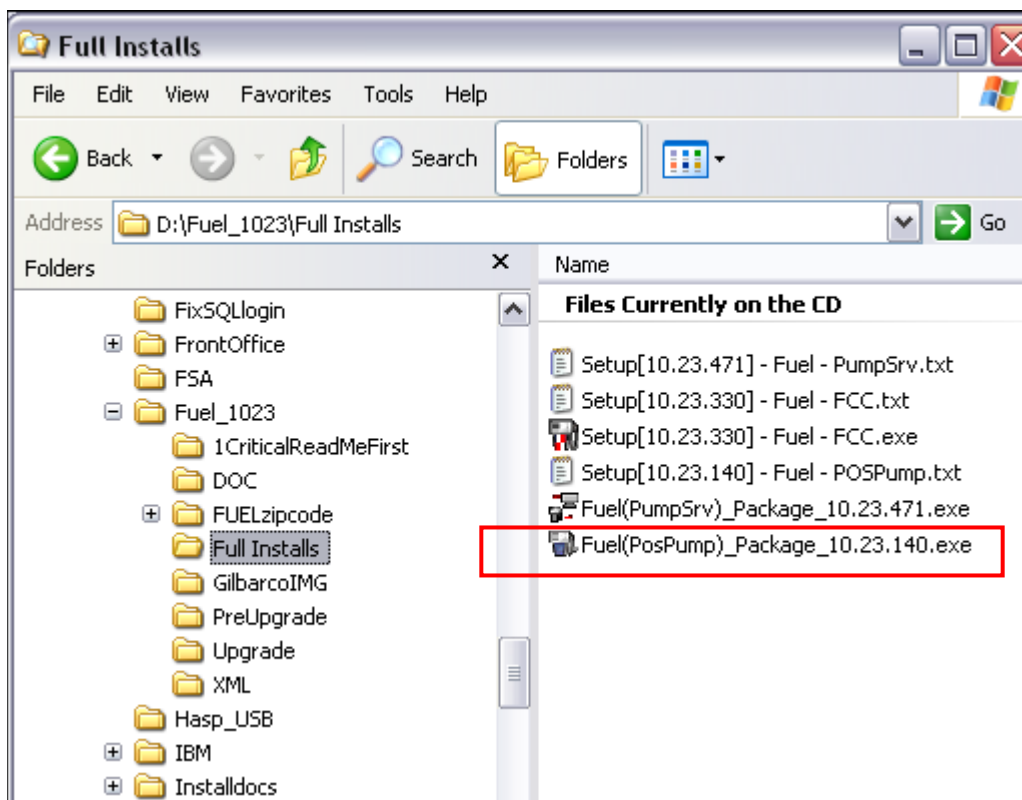 Full Installs
File Edit View Favorites Tools Help
Back Search Folders
Address D:\Fuel_1023\Full Installs Go
Folders
FixSQLlogin
FrontOffice
FSA
Fuel_1023
1CriticalReadMeFirst
DOC
FUELzipcode
Full Installs
GilbarcoIMG
PreUpgrade
Upgrade
XML
Hasp_USB
IBM
Installdocs
Name
Files Currently on the CD
Setup[10.23.471] - Fuel - PumpSrv.txt
Setup[10.23.330] - Fuel - FCC.txt
Setup[10.23.330] - Fuel - FCC.exe
Setup[10.23.140] - Fuel - POSPump.txt
Fuel(PumpSrv)_Package_10.23.471.exe
Fuel(PosPump)_Package_10.23.140.exe